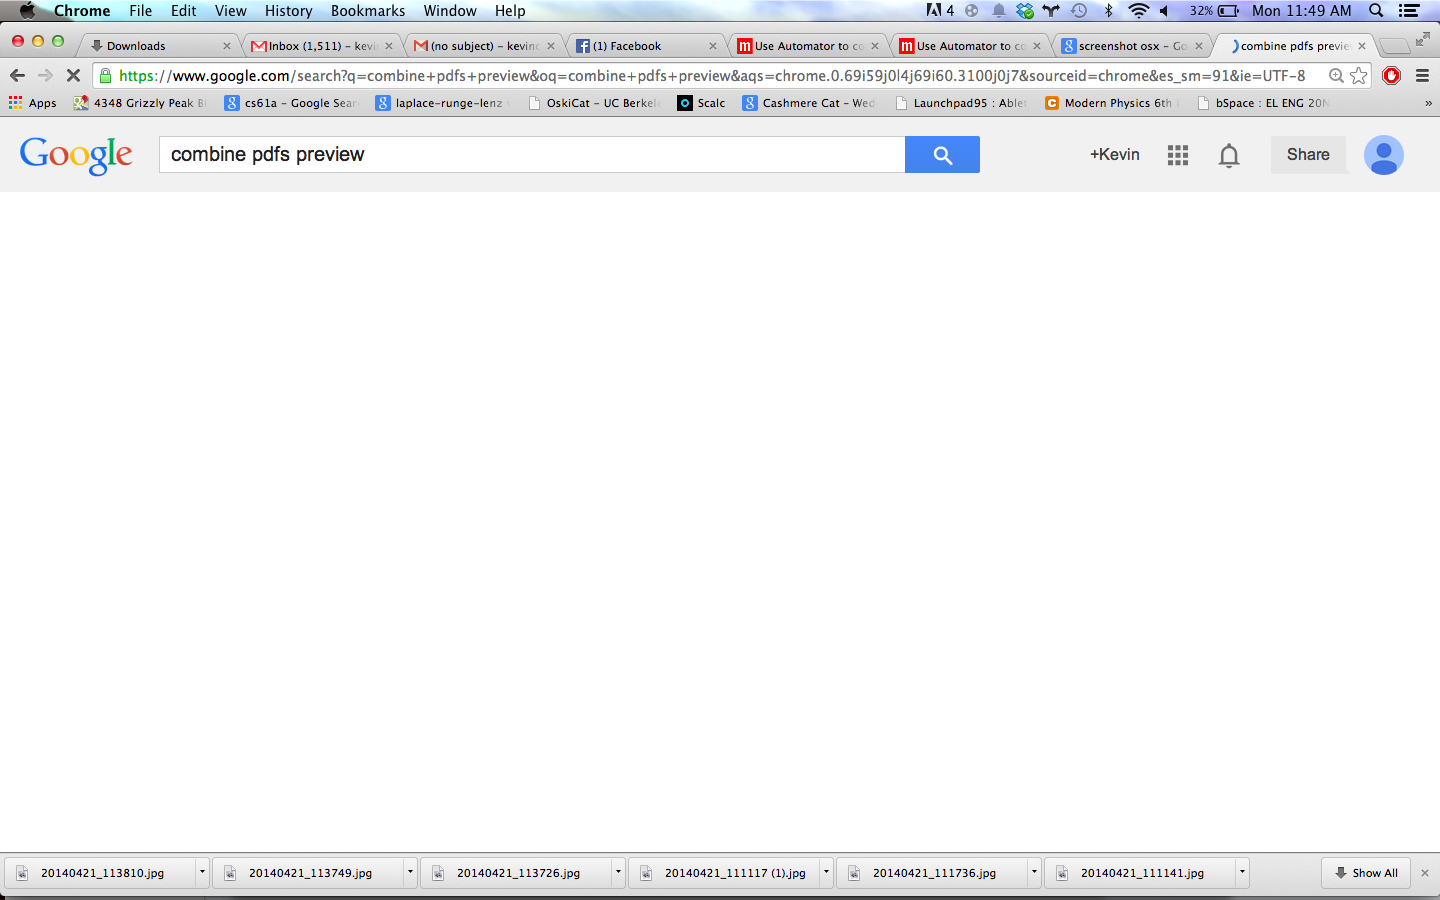 Chrome File Edit View History Bookmarks Window Help 4 32% Mon 11:49 AM
Downloads Inbox (1,511) – kevi (no subject) – kevin (1) Facebook Use Automator to co Use Automator to co screenshot osx – Go combine pdfs previe
https://www.google.com/search?q=combine+pdfs+preview&oq=combine+pdfs+preview&aqs=chrome.0.69i59j0l4j69i60.3100j0j7&sourceid=chrome&es_sm=91&ie=UTF-8
Apps 4348 Grizzly Peak B cs61a – Google Sear laplace-runge-lenz OskiCat – UC Berkele Scalc Cashmere Cat – Wed Launchpad95 : Able Modern Physics 6th bSpace : EL ENG 20N »
Google combine pdfs preview +Kevin Share
20140421_113810.jpg 20140421_113749.jpg 20140421_113726.jpg 20140421_111117 (1).jpg 20140421_111736.jpg 20140421_111141.jpg Show All